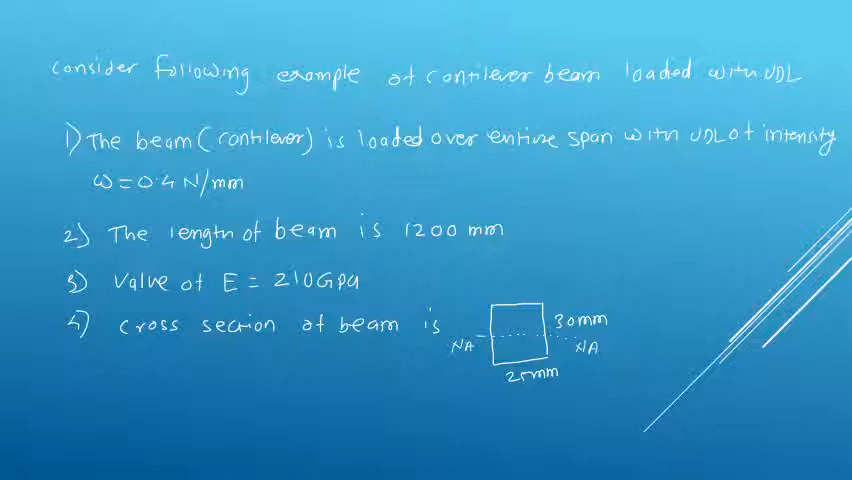 consider following example of cantilever beam loaded with UDL
1) The beam (cantilever) is loaded over entire span with UDL of intensity
ω = 0.4 N/mm
2) The length of beam is 1200 mm
3) value of E = 210 GPa
4) cross section of beam is
30mm
NA
NA
25mm